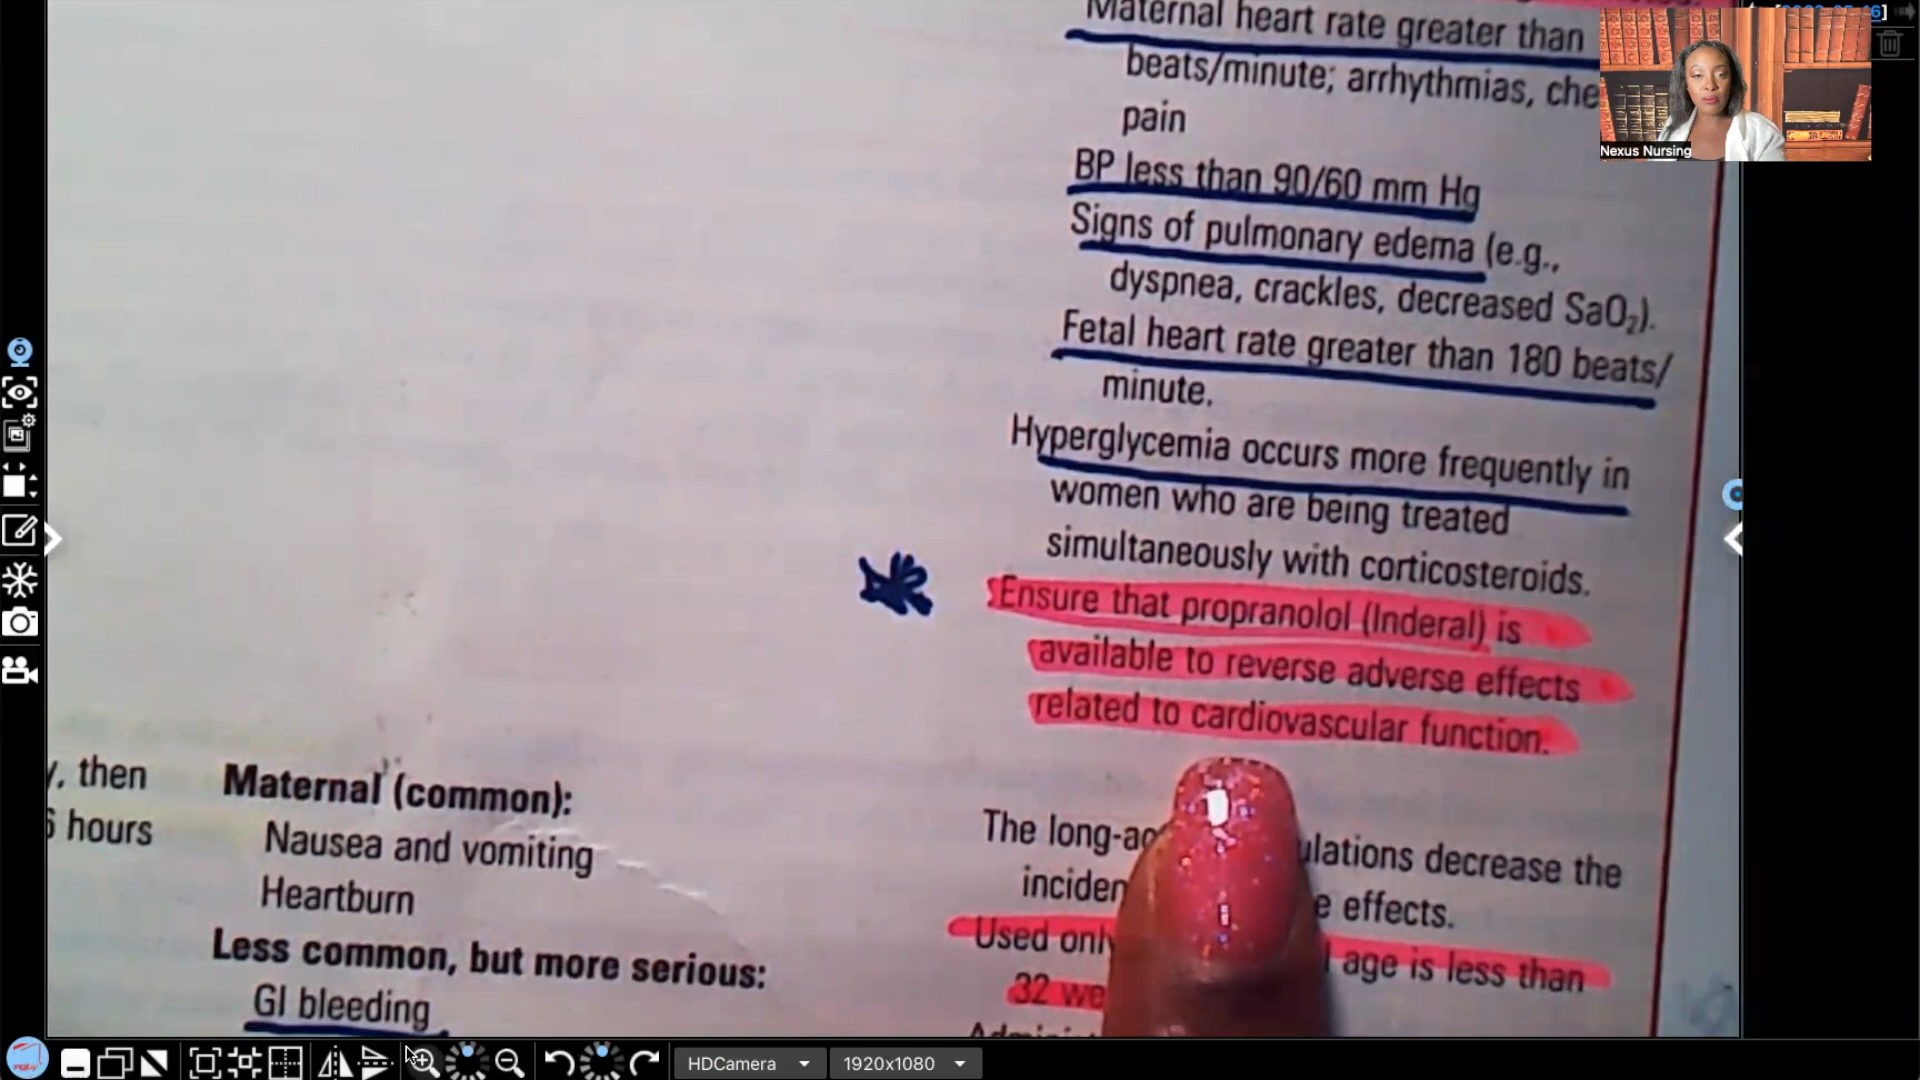 Maternal heart rate greater than
beats/minute; arrhythmias, che
pain
BP less than 90/60 mm Hg
Signs of pulmonary edema (e.g.,
dyspnea, crackles, decreased SaO₂).
Fetal heart rate greater than 180 beats/
minute.
Hyperglycemia occurs more frequently in
women who are being treated
simultaneously with corticosteroids.
Ensure that propranolol (Inderal) is
available to reverse adverse effects
related to cardiovascular function.
The long-ac ulations decrease the
inciden e effects.
Used only age is less than
32 we
, then
hours
Maternal (common):
Nausea and vomiting
Heartburn
Less common, but more serious:
GI bleeding
Nexus Nursing
HDCamera
1920x1080